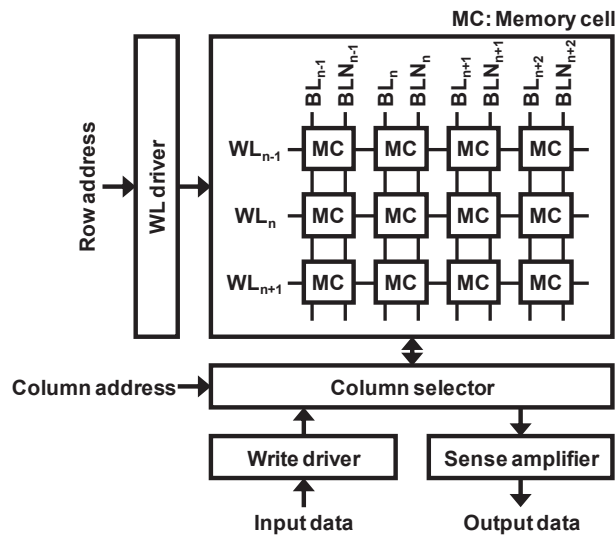 MC: Memory cell
BLₙ₋₁ BLNₙ₋₁ BLₙ BLNₙ BLₙ₊₁ BLNₙ₊₁ BLₙ₊₂ BLNₙ₊₂
Row address
WL driver
WLₙ₋₁ MC MC MC MC
WLₙ MC MC MC MC
WLₙ₊₁ MC MC MC MC
Column address
Column selector
Write driver Sense amplifier
Input data Output data